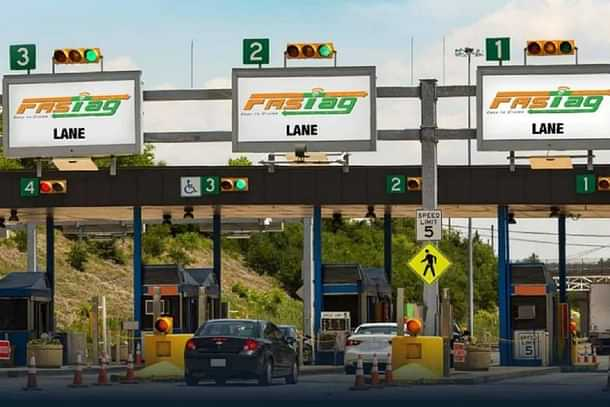 3
2
1
FASTag
LANE
FASTag
LANE
FASTag
LANE
4
3
2
1
SPEED
LIMIT
5